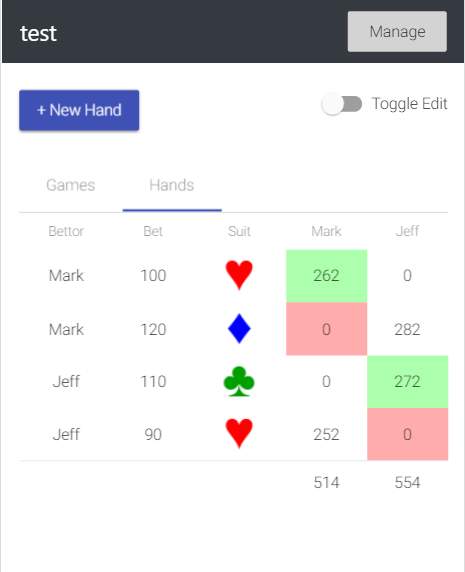 test Manage
+ New Hand Toggle Edit
Games Hands
Bettor Bet Suit Mark Jeff
Mark 100 ♥ 262 0
Mark 120 ♦ 0 282
Jeff 110 ♣ 0 272
Jeff 90 ♥ 252 0
514 554